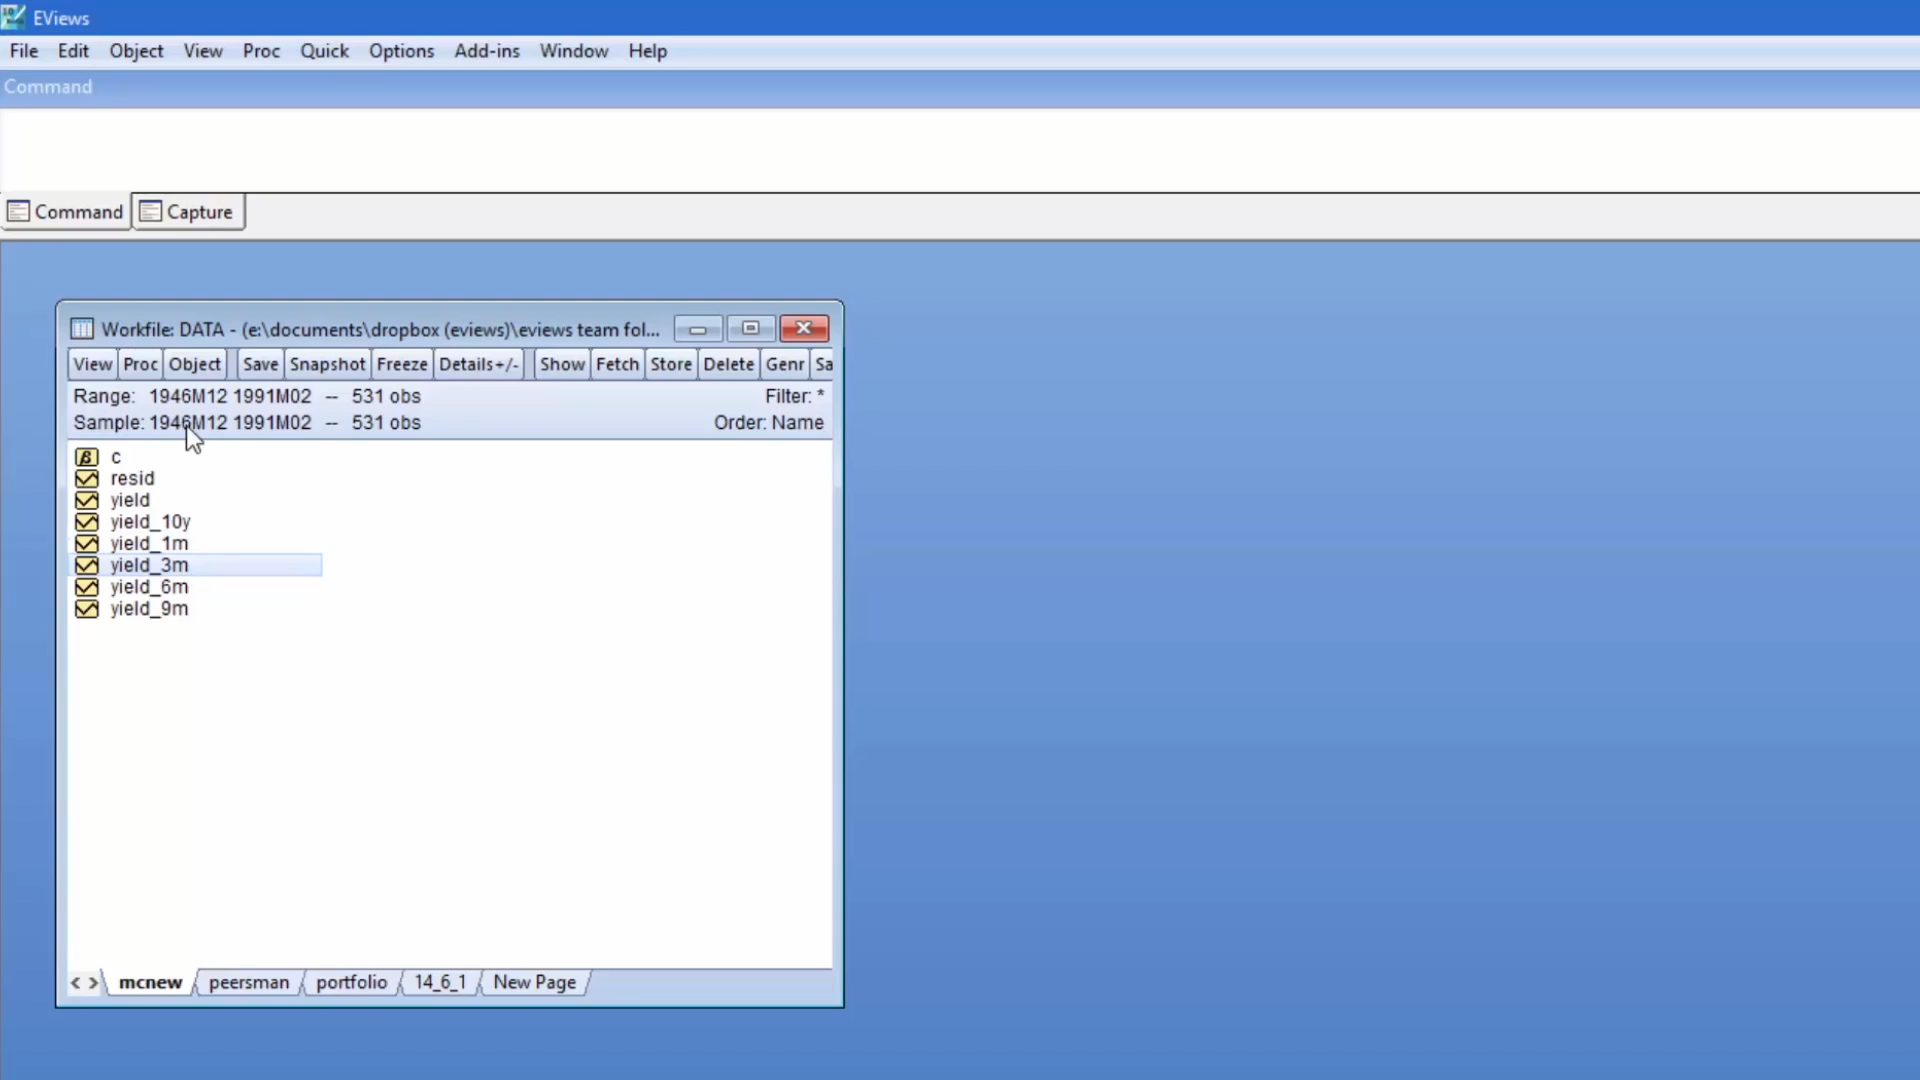 EViews
File Edit Object View Proc Quick Options Add-ins Window Help
Command
Command Capture
Workfile: DATA - (e:\documents\dropbox (eviews)\eviews team fol...
View Proc Object Save Snapshot Freeze Details+/- Show Fetch Store Delete Genr Sa
Range: 1946M12 1991M02 -- 531 obs Filter: *
Sample: 1946M12 1991M02 -- 531 obs Order: Name
β c
resid
yield
yield_10y
yield_1m
yield_3m
yield_6m
yield_9m
< > mcnew peersman portfolio 14_6_1 New Page